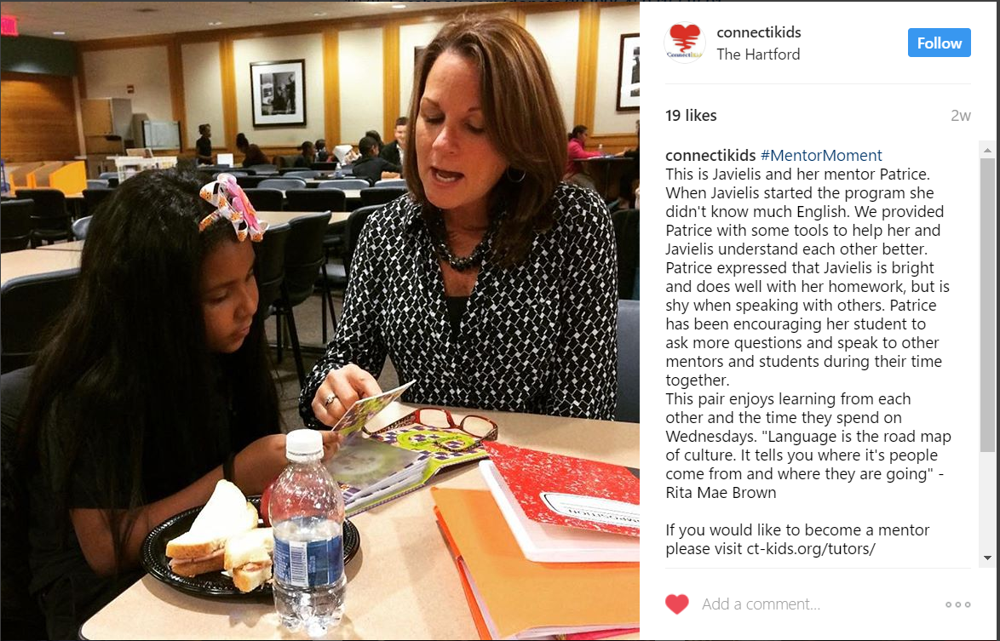 connectikids
The Hartford
Follow
19 likes
2w
connectikids #MentorMoment
This is Javielis and her mentor Patrice.
When Javielis started the program she
didn't know much English. We provided
Patrice with some tools to help her and
Javielis understand each other better.
Patrice expressed that Javielis is bright
and does well with her homework, but is
shy when speaking with others. Patrice
has been encouraging her student to
ask more questions and speak to other
mentors and students during their time
together.
This pair enjoys learning from each
other and the time they spend on
Wednesdays. "Language is the road map
of culture. It tells you where it's people
come from and where they are going" -
Rita Mae Brown
If you would like to become a mentor
please visit ct-kids.org/tutors/
Add a comment...
COMPOSITION